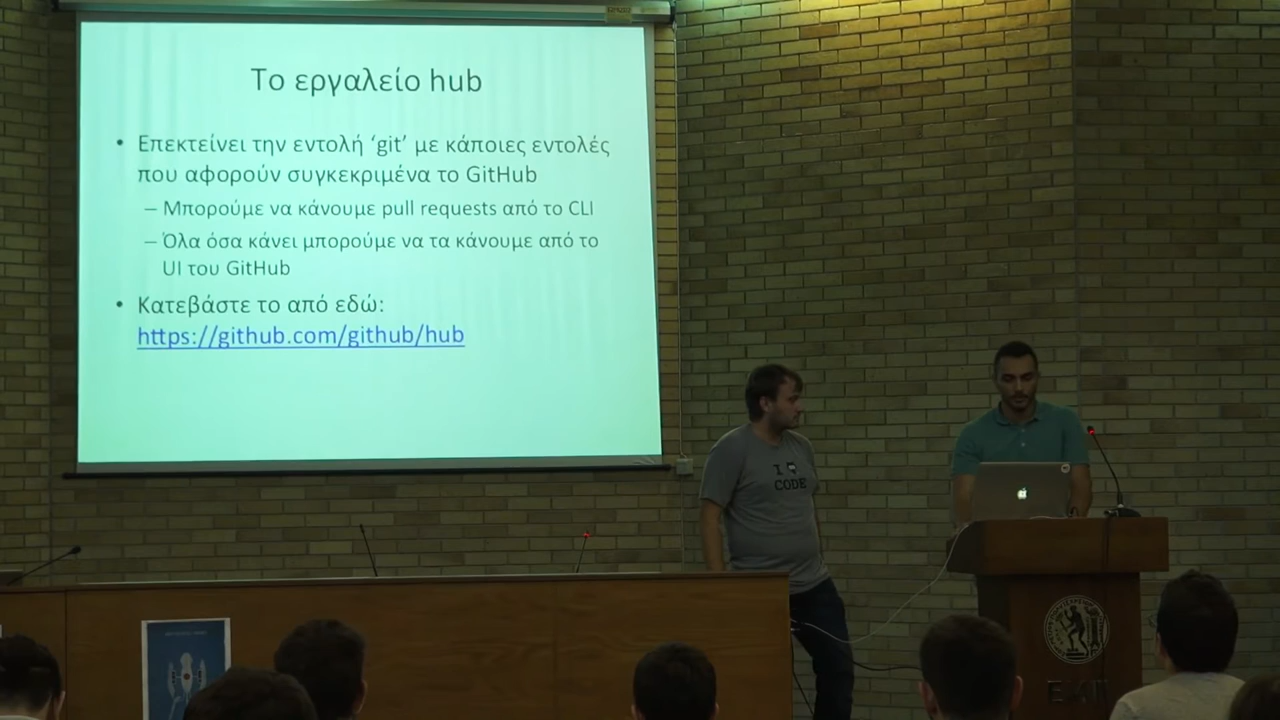 Το εργαλείο hub
• Επεκτείνει την εντολή ‘git’ με κάποιες εντολές
που αφορούν συγκεκριμένα το GitHub
– Μπορούμε να κάνουμε pull requests από το CLI
– Όλα όσα κάνει μπορούμε να τα κάνουμε από το
UI του GitHub
• Κατεβάστε το από εδώ:
https://github.com/github/hub
I
CODE